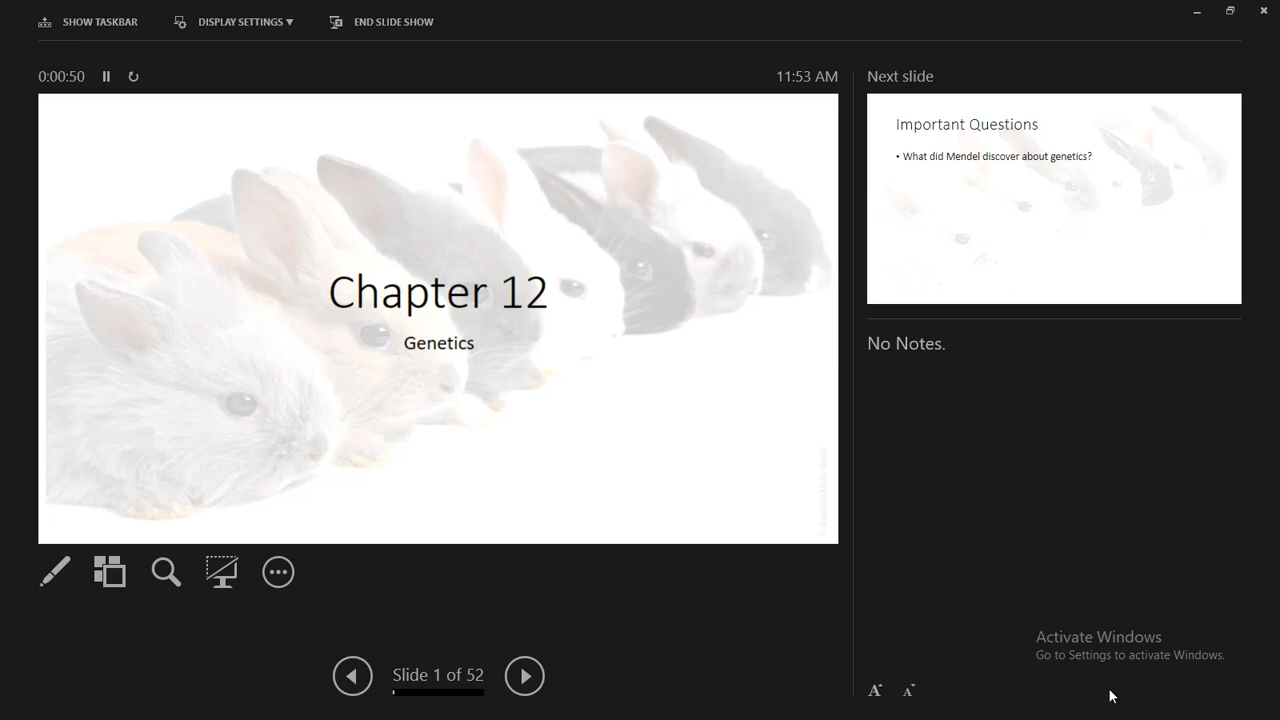 SHOW TASKBAR
DISPLAY SETTINGS ▼
END SLIDE SHOW
0:00:50
11:53 AM
Next slide
Chapter 12
Genetics
Important Questions
• What did Mendel discover about genetics?
No Notes.
Slide 1 of 52
Activate Windows
Go to Settings to activate Windows.
A A